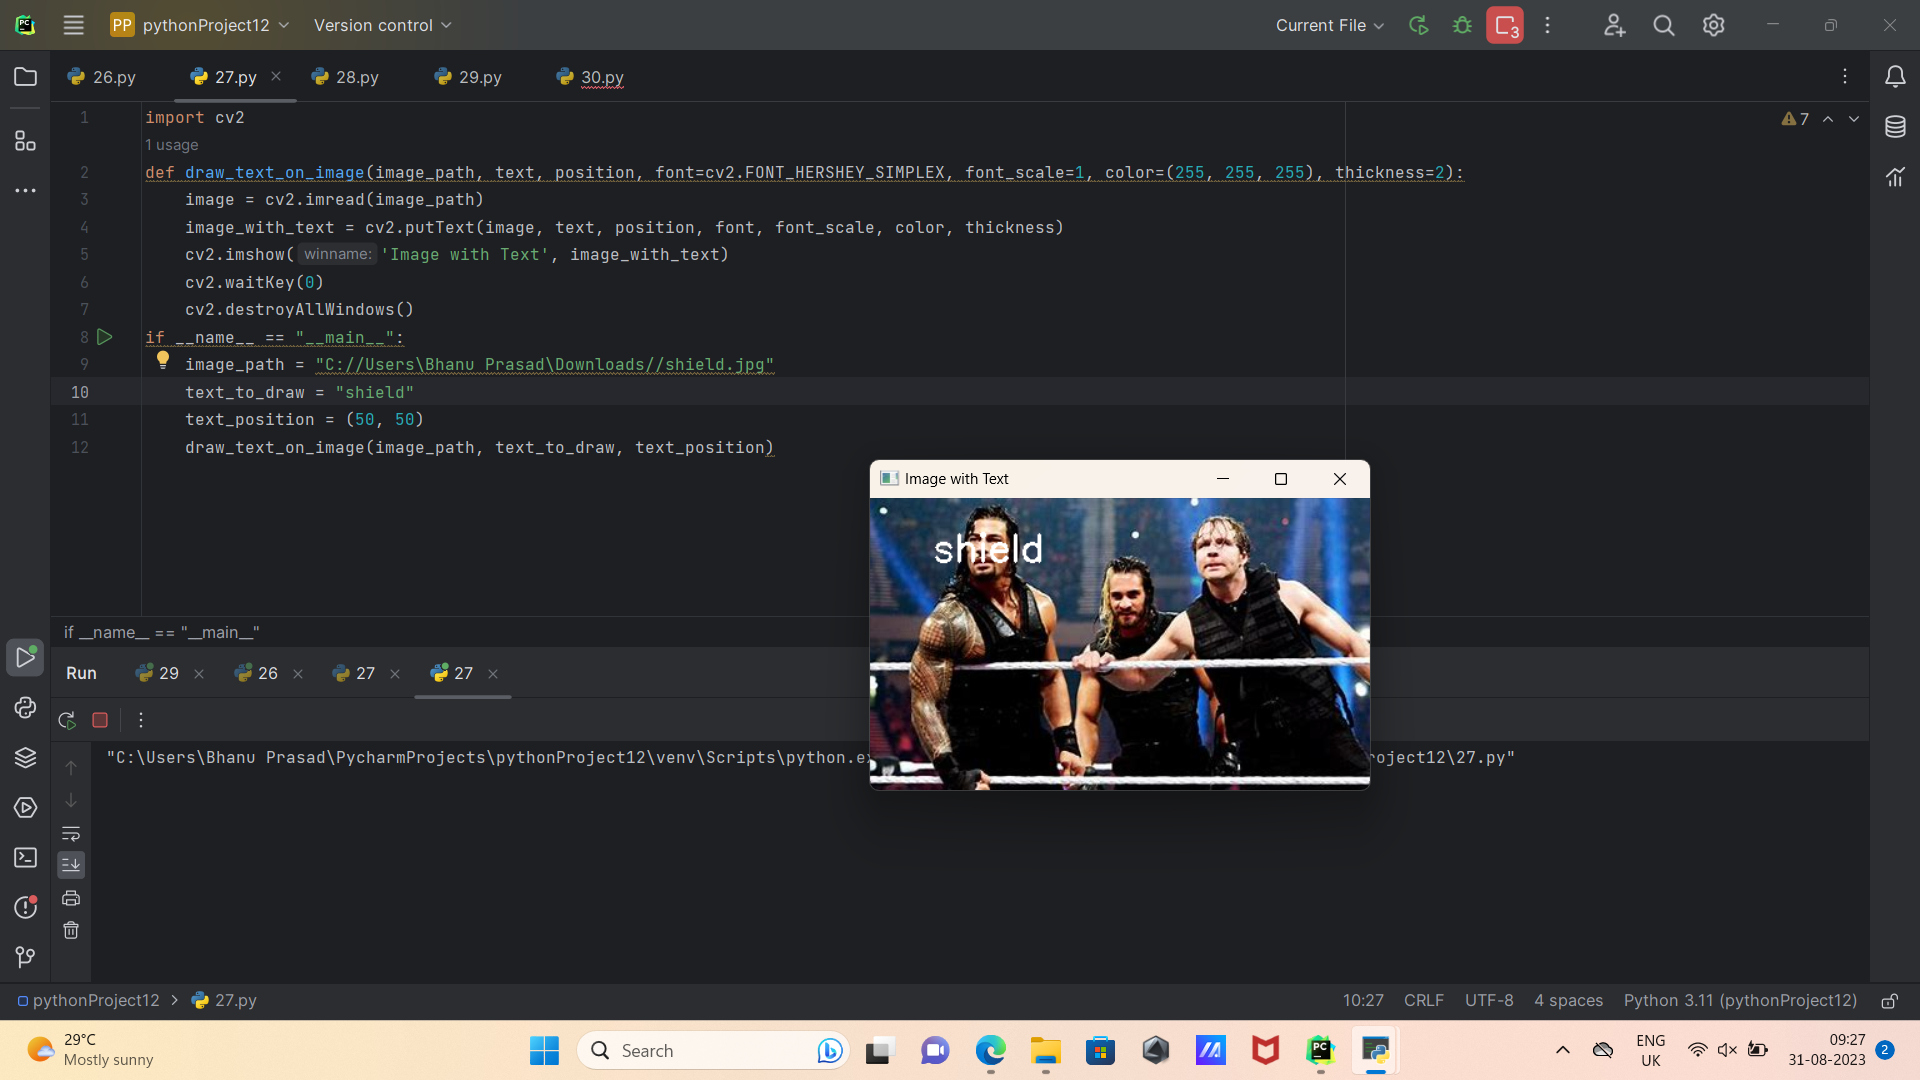 PP pythonProject12 Version control Current File 3
26.py 27.py 28.py 29.py 30.py
1 import cv2 7
1 usage
2 def draw_text_on_image(image_path, text, position, font=cv2.FONT_HERSHEY_SIMPLEX, font_scale=1, color=(255, 255, 255), thickness=2):
3 image = cv2.imread(image_path)
4 image_with_text = cv2.putText(image, text, position, font, font_scale, color, thickness)
5 cv2.imshow( winname: 'Image with Text', image_with_text)
6 cv2.waitKey(0)
7 cv2.destroyAllWindows()
8 if __name__ == "__main__":
9 image_path = "C://Users\Bhanu Prasad\Downloads//shield.jpg"
10 text_to_draw = "shield"
11 text_position = (50, 50)
12 draw_text_on_image(image_path, text_to_draw, text_position)
Image with Text
shield
if __name__ == "__main__"
Run 29 26 27 27
"C:\Users\Bhanu Prasad\PycharmProjects\pythonProject12\venv\Scripts\python.ex oject12\27.py"
pythonProject12 > 27.py 10:27 CRLF UTF-8 4 spaces Python 3.11 (pythonProject12)
29°C
Mostly sunny
Search
PC
ENG
UK
09:27
31-08-2023
2